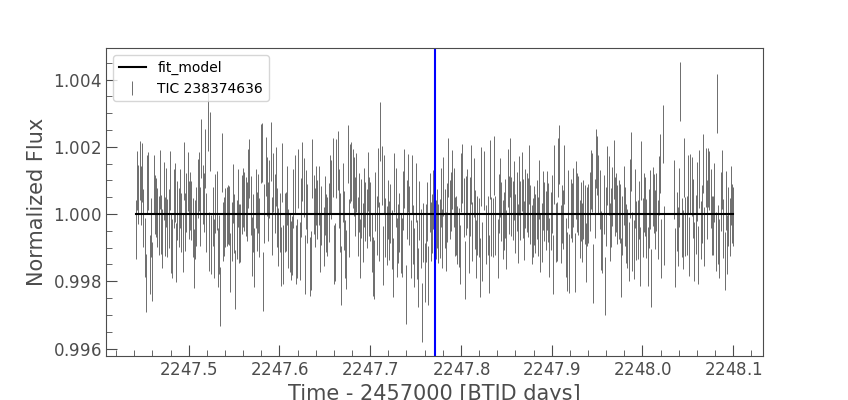 fit_model
TIC 238374636
Normalized Flux
1.004
1.002
1.000
0.998
0.996
2247.5 2247.6 2247.7 2247.8 2247.9 2248.0 2248.1
Time - 2457000 [BTJD days]